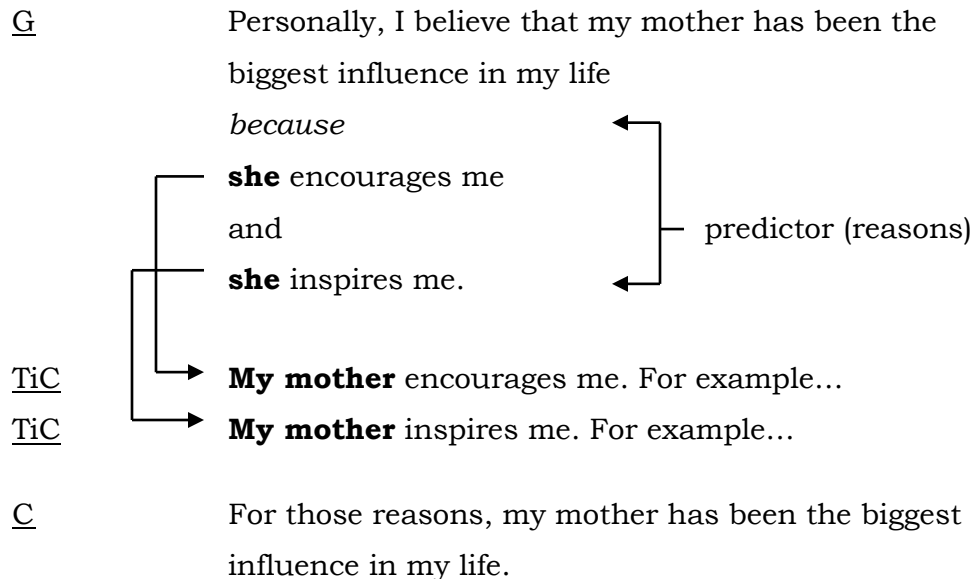 G Personally, I believe that my mother has been the
biggest influence in my life
because
she encourages me
and predictor (reasons)
she inspires me.
TiC My mother encourages me. For example…
TiC My mother inspires me. For example…
C For those reasons, my mother has been the biggest
influence in my life.